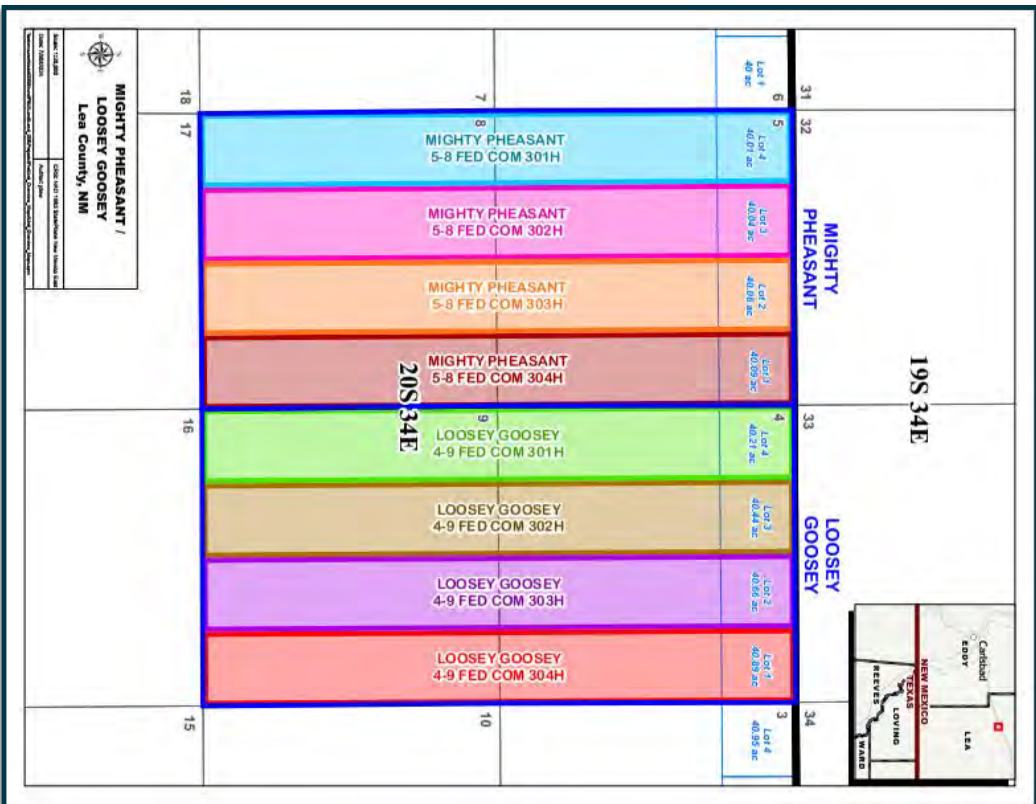 MIGHTY PHEASANT /
LOOSEY GOOSEY
Lea County, NM
19S 34E
31
32
33
34
MIGHTY
PHEASANT
LOOSEY
GOOSEY
6
5
4
3
Lot 1
40 ac
Lot 4
40.01 ac
Lot 3
40.04 ac
Lot 2
40.06 ac
Lot 1
40.09 ac
Lot 4
40.21 ac
Lot 3
40.44 ac
Lot 2
40.66 ac
Lot 1
40.89 ac
Lot 4
40.95 ac
MIGHTY PHEASANT
5-8 FED COM 301H
MIGHTY PHEASANT
5-8 FED COM 302H
MIGHTY PHEASANT
5-8 FED COM 303H
MIGHTY PHEASANT
5-8 FED COM 304H
LOOSEY GOOSEY
4-9 FED COM 301H
LOOSEY GOOSEY
4-9 FED COM 302H
LOOSEY GOOSEY
4-9 FED COM 303H
LOOSEY GOOSEY
4-9 FED COM 304H
7
8
9
10
20S 34E
18
17
16
15
Carlsbad
EDDY
LEA
NEW MEXICO
TEXAS
REEVES
LOVING
WARD